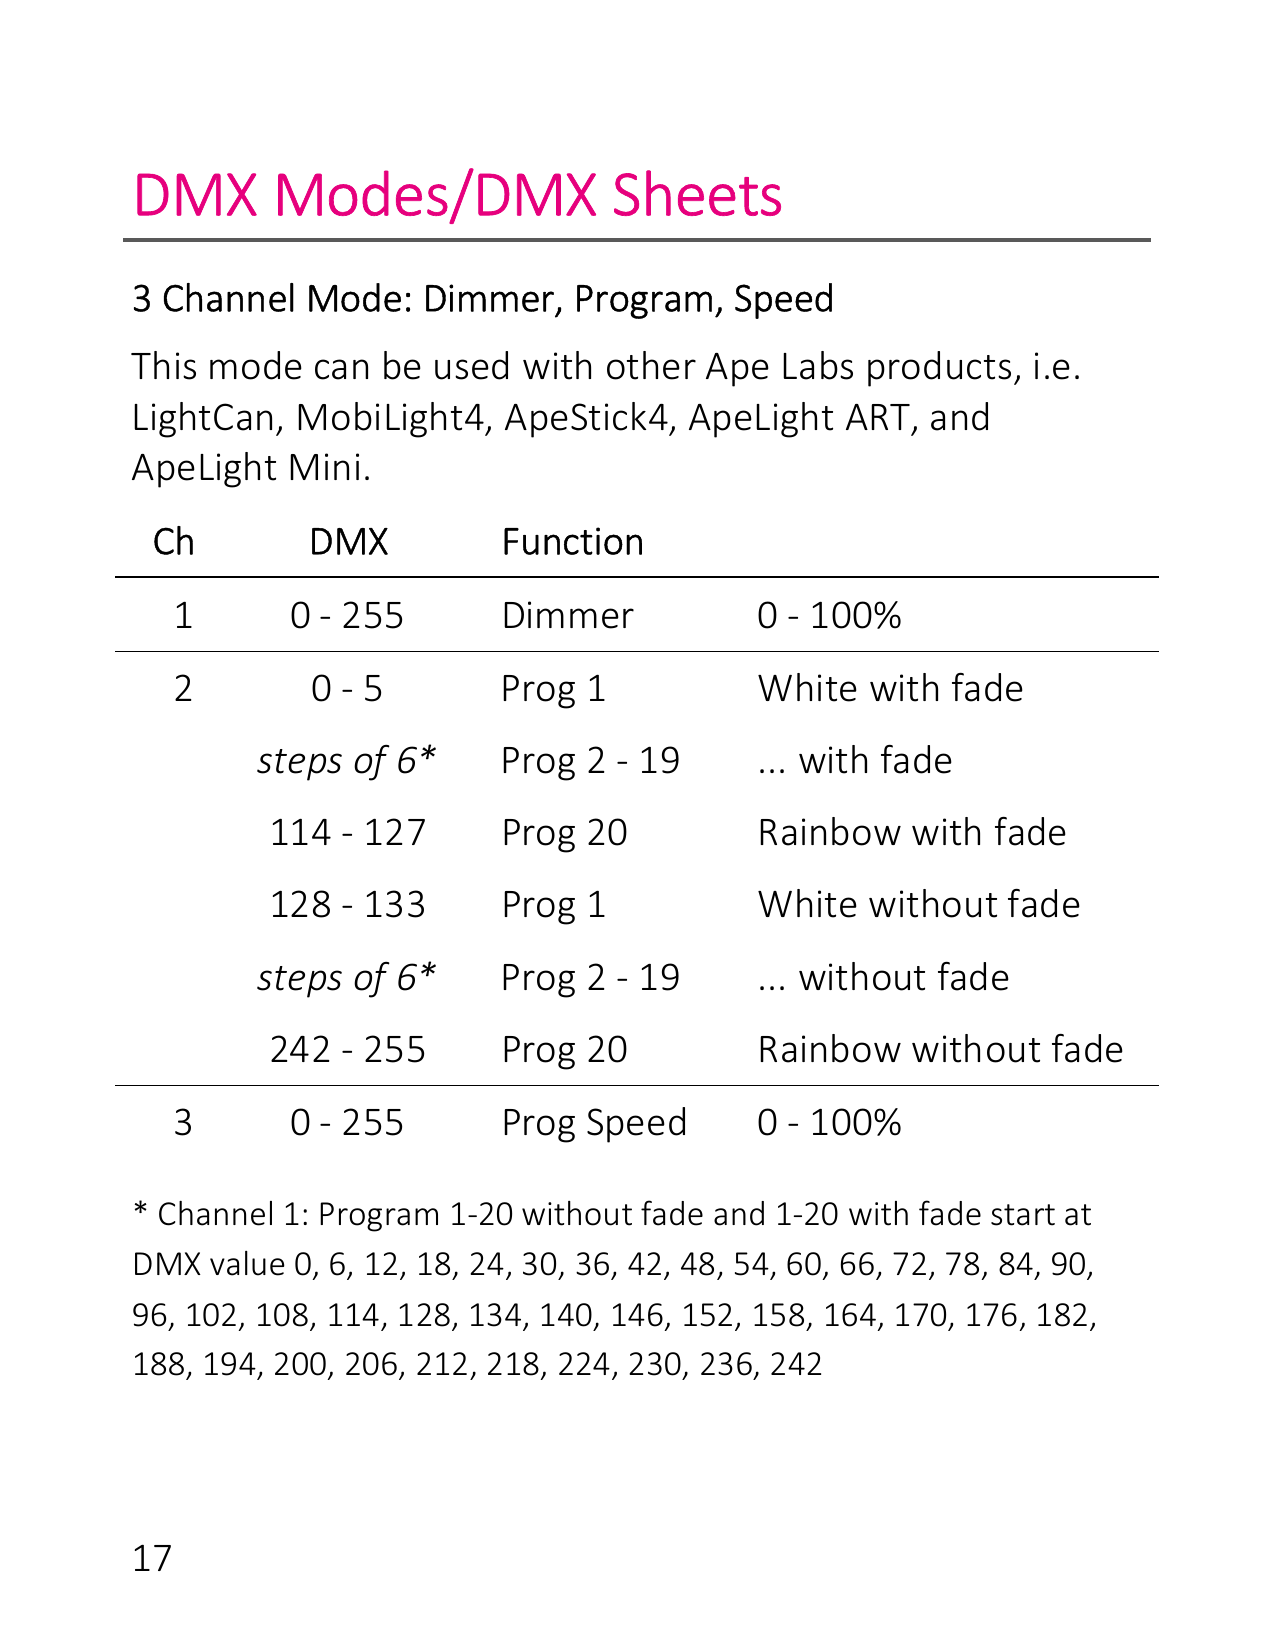 DMX Modes/DMX Sheets
3 Channel Mode: Dimmer, Program, Speed
This mode can be used with other Ape Labs products, i.e.
LightCan, MobiLight4, ApeStick4, ApeLight ART, and
ApeLight Mini.
Ch DMX Function
1 0 - 255 Dimmer 0 - 100%
2 0 - 5 Prog 1 White with fade
steps of 6* Prog 2 - 19 ... with fade
114 - 127 Prog 20 Rainbow with fade
128 - 133 Prog 1 White without fade
steps of 6* Prog 2 - 19 ... without fade
242 - 255 Prog 20 Rainbow without fade
3 0 - 255 Prog Speed 0 - 100%
* Channel 1: Program 1-20 without fade and 1-20 with fade start at
DMX value 0, 6, 12, 18, 24, 30, 36, 42, 48, 54, 60, 66, 72, 78, 84, 90,
96, 102, 108, 114, 128, 134, 140, 146, 152, 158, 164, 170, 176, 182,
188, 194, 200, 206, 212, 218, 224, 230, 236, 242
17